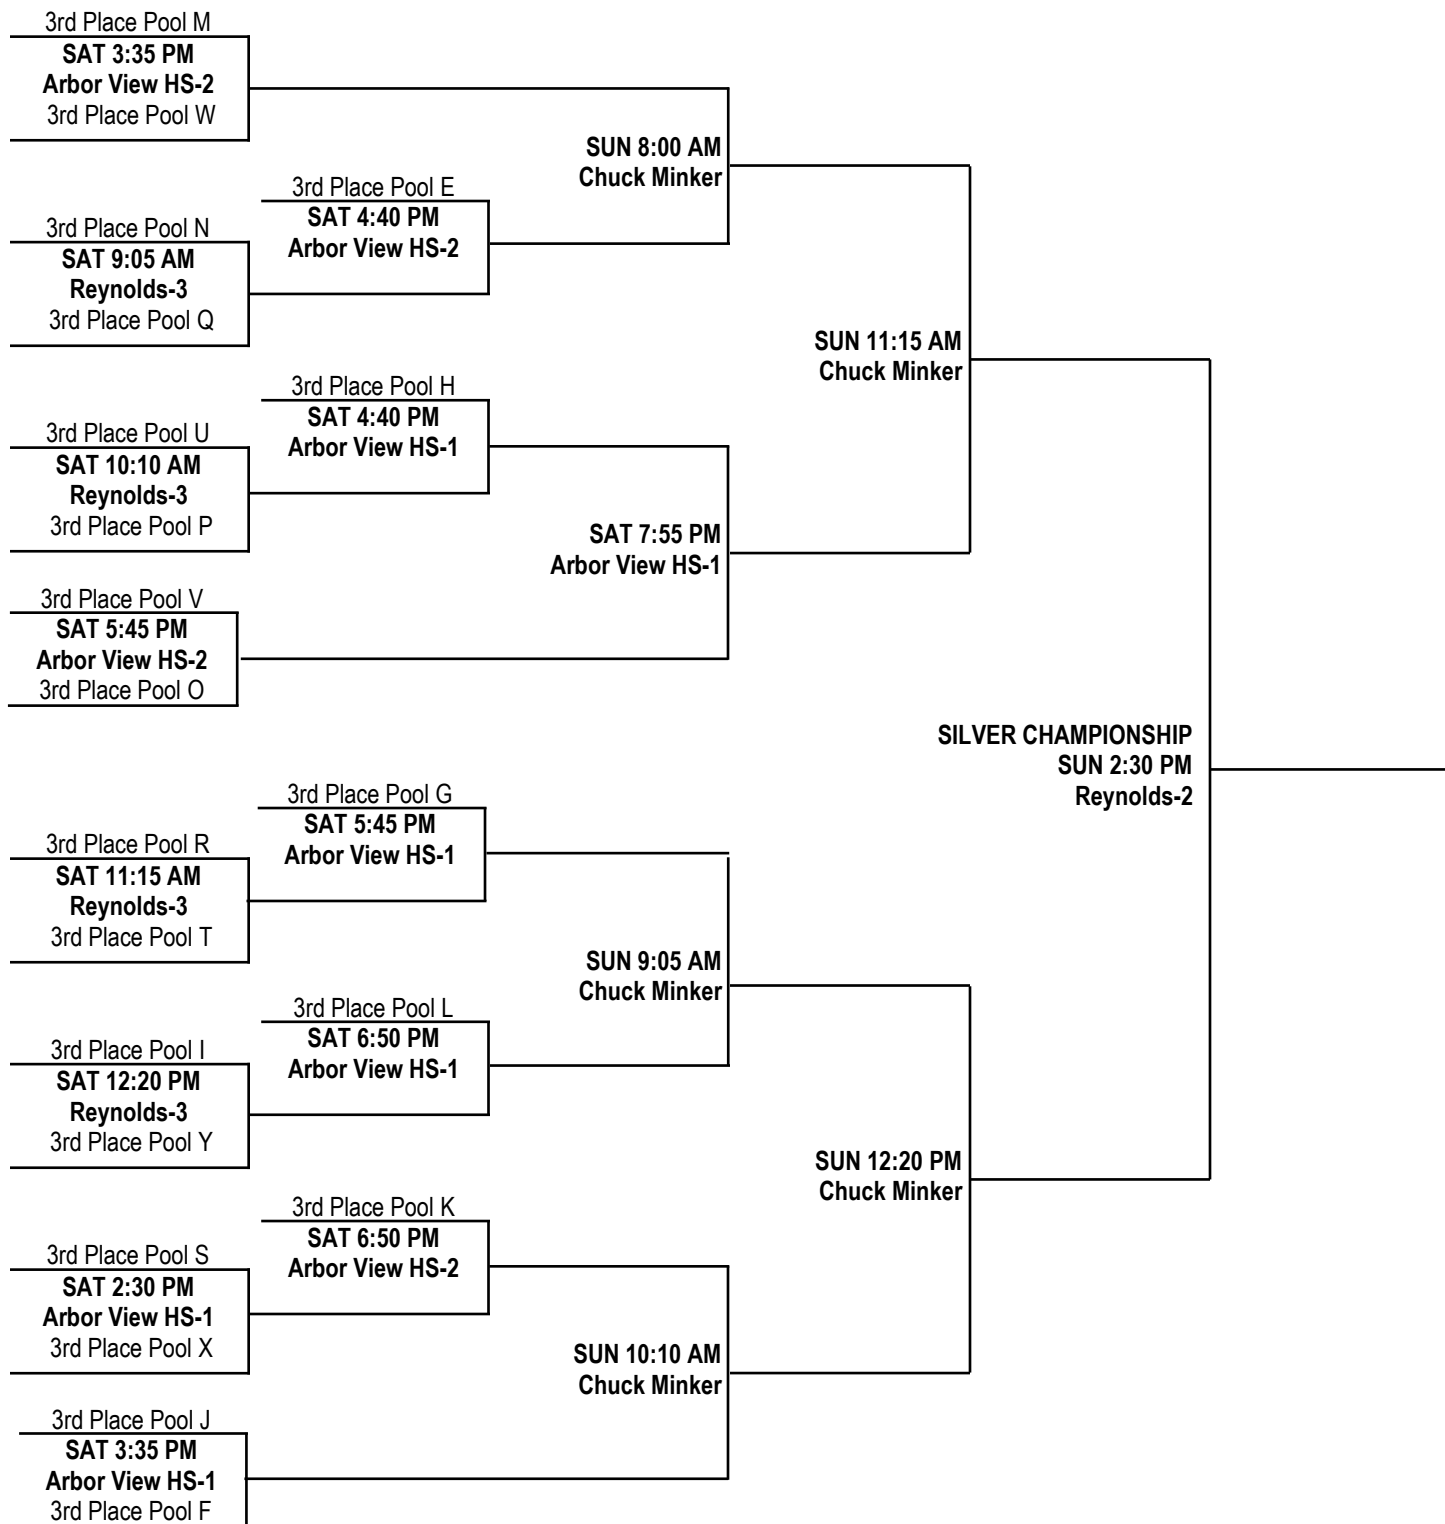 3rd Place Pool M
SAT 3:35 PM
Arbor View HS-2
3rd Place Pool W
SUN 8:00 AM
Chuck Minker
3rd Place Pool E
SAT 4:40 PM
Arbor View HS-2
3rd Place Pool N
SAT 9:05 AM
Reynolds-3
3rd Place Pool Q
SUN 11:15 AM
Chuck Minker
3rd Place Pool H
SAT 4:40 PM
Arbor View HS-1
3rd Place Pool U
SAT 10:10 AM
Reynolds-3
3rd Place Pool P
SAT 7:55 PM
Arbor View HS-1
3rd Place Pool V
SAT 5:45 PM
Arbor View HS-2
3rd Place Pool O
SILVER CHAMPIONSHIP
SUN 2:30 PM
Reynolds-2
3rd Place Pool G
SAT 5:45 PM
Arbor View HS-1
3rd Place Pool R
SAT 11:15 AM
Reynolds-3
3rd Place Pool T
SUN 9:05 AM
Chuck Minker
3rd Place Pool L
SAT 6:50 PM
Arbor View HS-1
3rd Place Pool I
SAT 12:20 PM
Reynolds-3
3rd Place Pool Y
SUN 12:20 PM
Chuck Minker
3rd Place Pool K
SAT 6:50 PM
Arbor View HS-2
3rd Place Pool S
SAT 2:30 PM
Arbor View HS-1
3rd Place Pool X
SUN 10:10 AM
Chuck Minker
3rd Place Pool J
SAT 3:35 PM
Arbor View HS-1
3rd Place Pool F